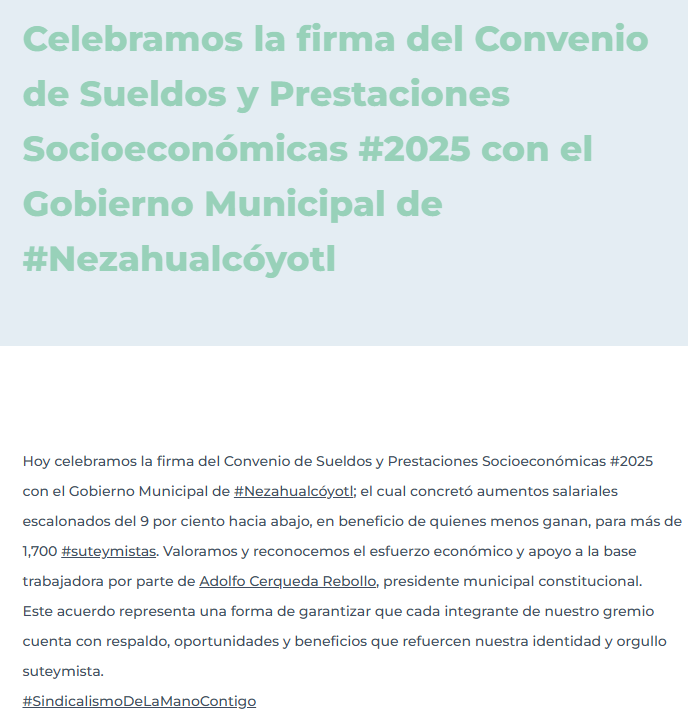 Celebramos la firma del Convenio
de Sueldos y Prestaciones
Socioeconómicas #2025 con el
Gobierno Municipal de
#Nezahualcóyotl
Hoy celebramos la firma del Convenio de Sueldos y Prestaciones Socioeconómicas #2025
con el Gobierno Municipal de #Nezahualcóyotl; el cual concretó aumentos salariales
escalonados del 9 por ciento hacia abajo, en beneficio de quienes menos ganan, para más de
1,700 #suteymistas. Valoramos y reconocemos el esfuerzo económico y apoyo a la base
trabajadora por parte de Adolfo Cerqueda Rebollo, presidente municipal constitucional.
Este acuerdo representa una forma de garantizar que cada integrante de nuestro gremio
cuenta con respaldo, oportunidades y beneficios que refuercen nuestra identidad y orgullo
suteymista.
#SindicalismoDeLaManoContigo